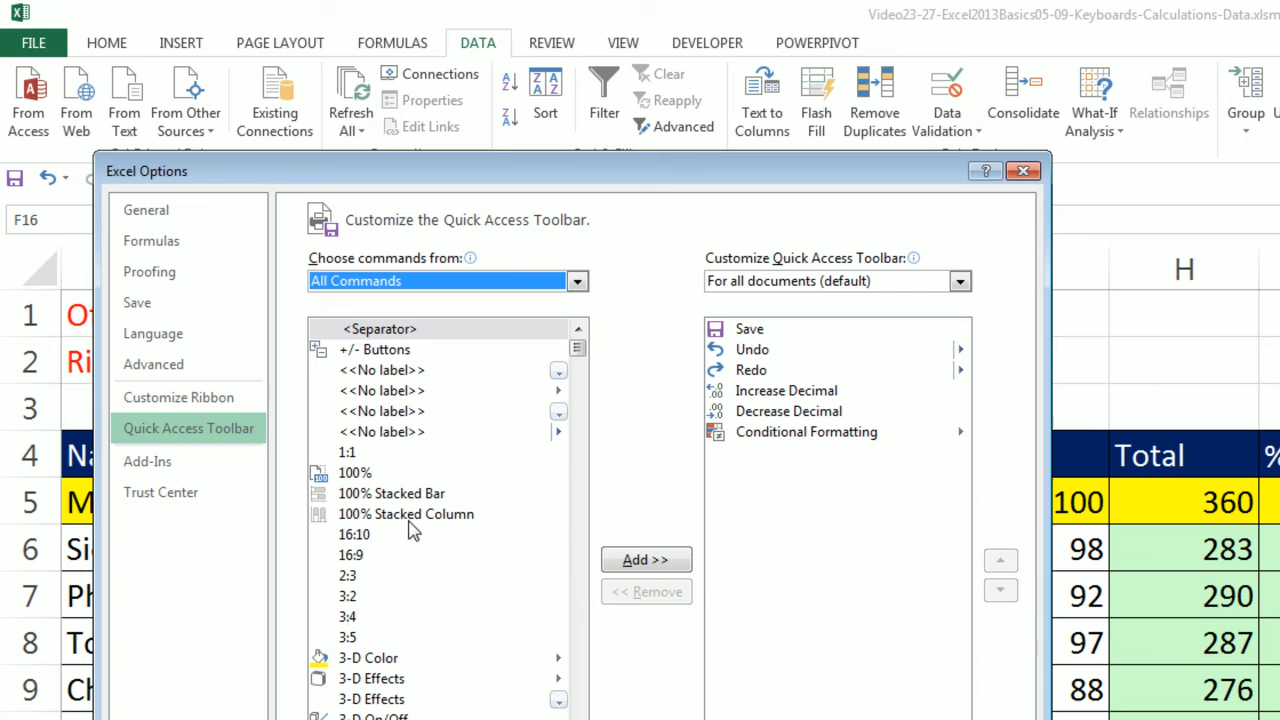 Video23-27-Excel2013Basics05-09-Keyboards-Calculations-Data.xlsm
FILE HOME INSERT PAGE LAYOUT FORMULAS DATA REVIEW VIEW DEVELOPER POWERPIVOT
From Access
From Web
From Text
From Other Sources
Existing Connections
Refresh All
Connections
Properties
Edit Links
Sort
Filter
Clear
Reapply
Advanced
Text to Columns
Flash Fill
Remove Duplicates
Data Validation
Consolidate
What-If Analysis
Relationships
Group
Excel Options
F16
General
Formulas
Proofing
Save
Language
Advanced
Customize Ribbon
Quick Access Toolbar
Add-Ins
Trust Center
Customize the Quick Access Toolbar.
Choose commands from:
All Commands
<Separator>
+/- Buttons
<<No label>>
<<No label>>
<<No label>>
<<No label>>
1:1
100%
100% Stacked Bar
100% Stacked Column
16:10
16:9
2:3
3:2
3:4
3:5
3-D Color
3-D Effects
3-D Effects
3-D On/Off
Add >>
<< Remove
Customize Quick Access Toolbar:
For all documents (default)
Save
Undo
Redo
Increase Decimal
Decrease Decimal
Conditional Formatting
H
1
2
3
4 Total %
5 100 360
6 98 283
7 92 290
8 97 287
9 88 276